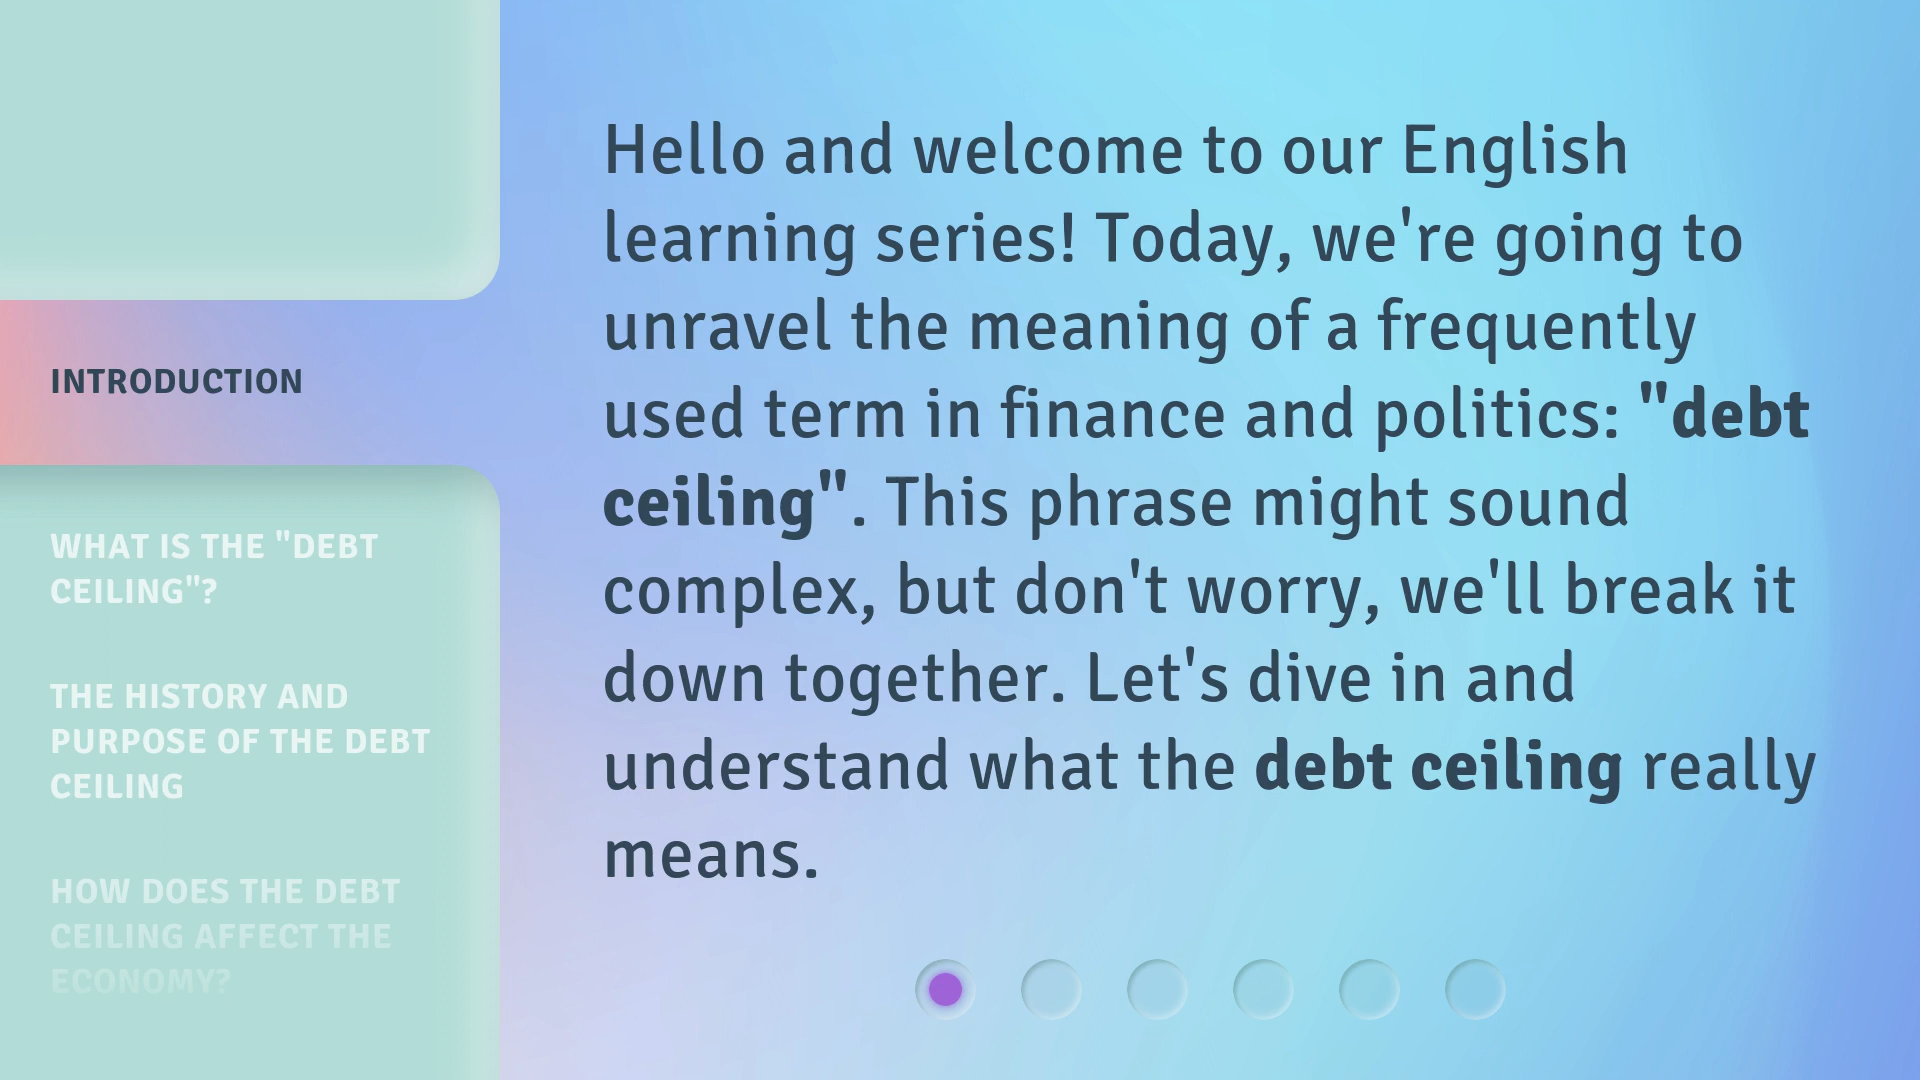 INTRODUCTION
WHAT IS THE "DEBT
CEILING"?
THE HISTORY AND
PURPOSE OF THE DEBT
CEILING
HOW DOES THE DEBT
CEILING AFFECT THE
ECONOMY?
Hello and welcome to our English
learning series! Today, we're going to
unravel the meaning of a frequently
used term in finance and politics: "debt
ceiling". This phrase might sound
complex, but don't worry, we'll break it
down together. Let's dive in and
understand what the debt ceiling really
means.